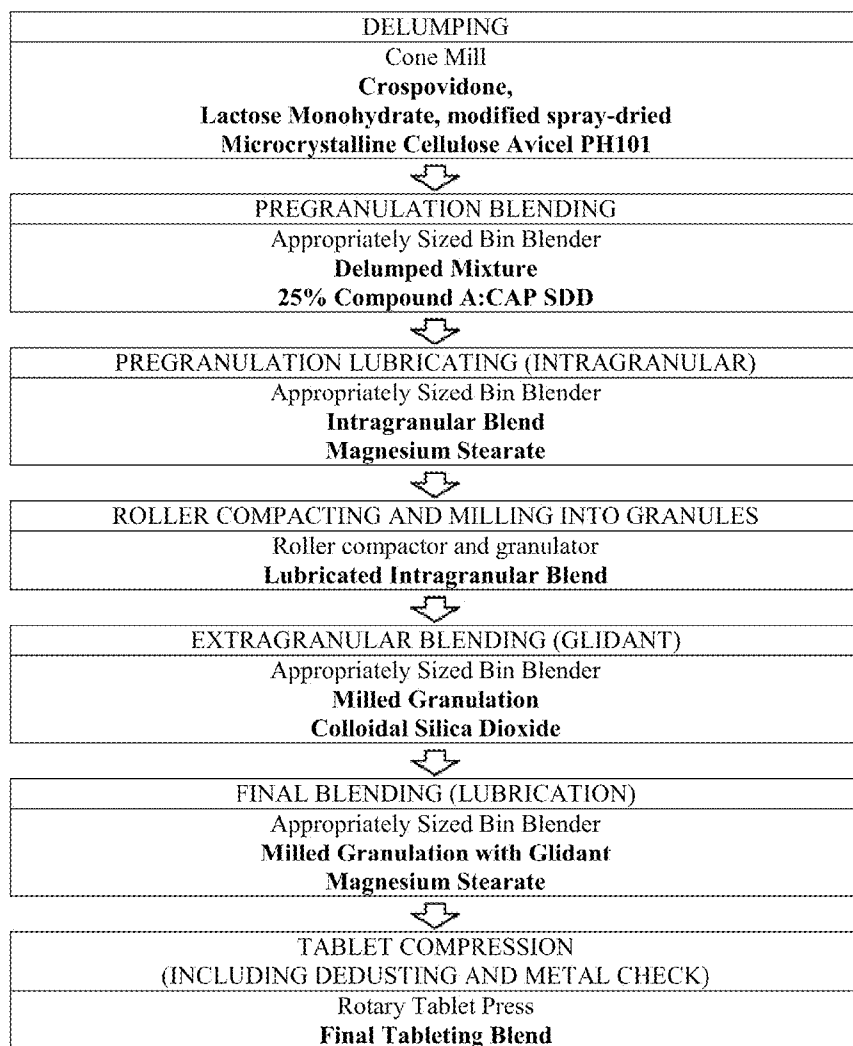 DELUMPING
Cone Mill
Crospovidone,
Lactose Monohydrate, modified spray-dried
Microcrystalline Cellulose Avicel PH101
PREGRANULATION BLENDING
Appropriately Sized Bin Blender
Delumped Mixture
25% Compound A:CAP SDD
PREGRANULATION LUBRICATING (INTRAGRANULAR)
Appropriately Sized Bin Blender
Intragranular Blend
Magnesium Stearate
ROLLER COMPACTING AND MILLING INTO GRANULES
Roller compactor and granulator
Lubricated Intragranular Blend
EXTRAGRANULAR BLENDING (GLIDANT)
Appropriately Sized Bin Blender
Milled Granulation
Colloidal Silica Dioxide
FINAL BLENDING (LUBRICATION)
Appropriately Sized Bin Blender
Milled Granulation with Glidant
Magnesium Stearate
TABLET COMPRESSION
(INCLUDING DEDUSTING AND METAL CHECK)
Rotary Tablet Press
Final Tableting Blend